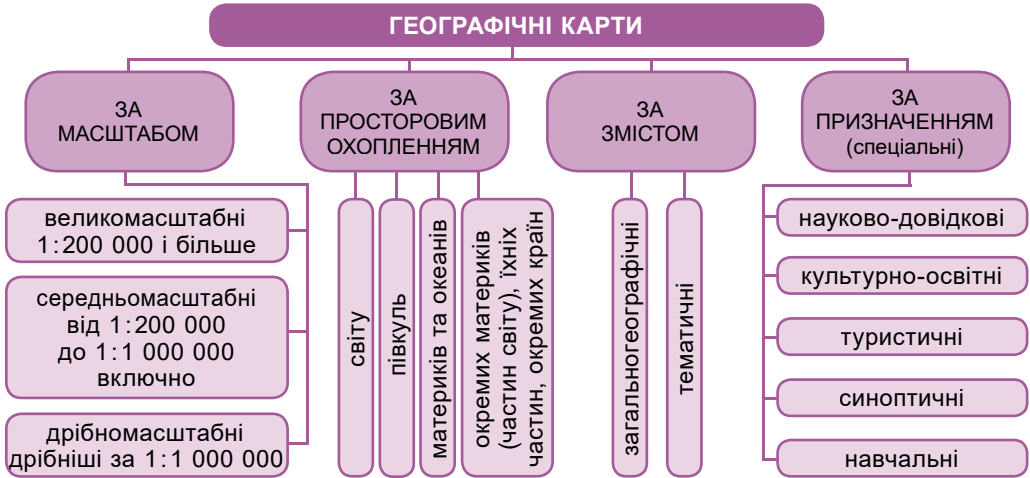 ГЕОГРАФІЧНІ КАРТИ
ЗА
МАСШТАБОМ
великомасштабні
1:200 000 і більше
середньомасштабні
від 1:200 000
до 1:1 000 000
включно
дрібномасштабні
дрібніші за 1:1 000 000
ЗА
ПРОСТОРОВИМ
ОХОПЛЕННЯМ
світу
півкуль
материків та океанів
окремих материків
(частин світу), їхніх
частин, окремих країн
ЗА
ЗМІСТОМ
загальногеографічні
тематичні
ЗА
ПРИЗНАЧЕННЯМ
(спеціальні)
науково-довідкові
культурно-освітні
туристичні
синоптичні
навчальні